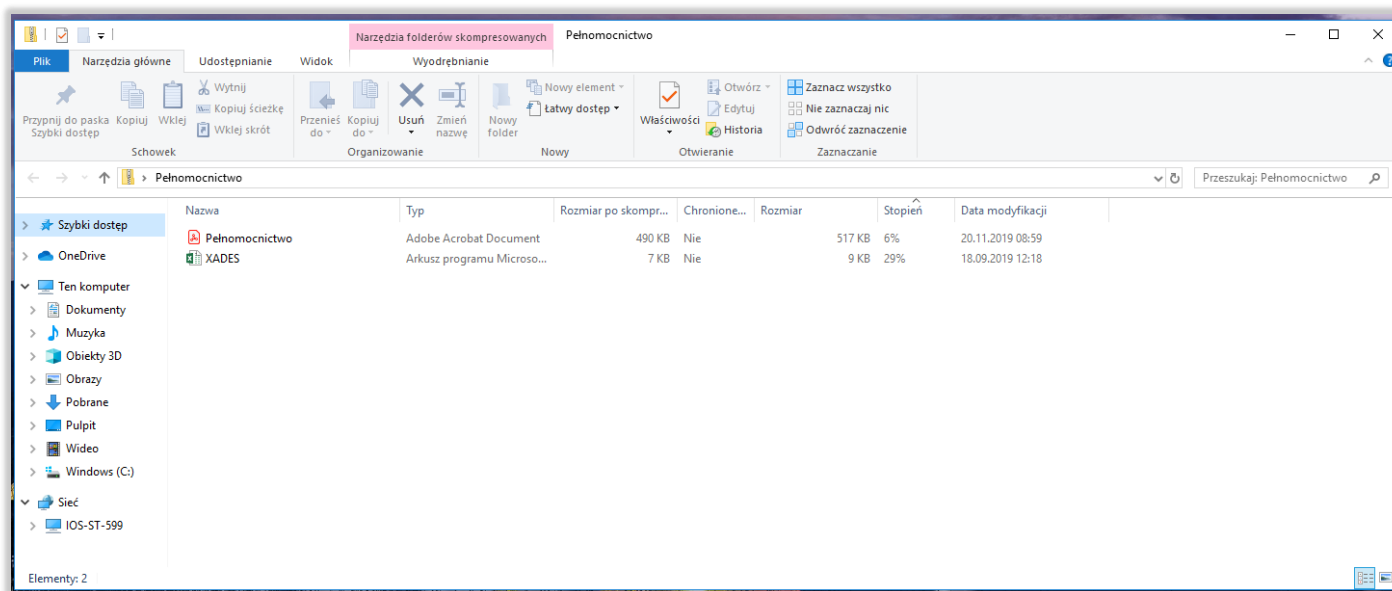 Narzędzia folderów skompresowanych Pełnomocnictwo
Plik Narzędzia główne Udostępnianie Widok Wyodrębnianie
Przypnij do paska Szybki dostęp
Kopiuj
Wklej
Wytnij
Kopiuj ścieżkę
Wklej skrót
Schowek
Przenieś do
Kopiuj do
Usuń
Zmień nazwę
Organizowanie
Nowy folder
Nowy element
Łatwy dostęp
Nowy
Właściwości
Otwórz
Edytuj
Historia
Otwieranie
Zaznacz wszystko
Nie zaznaczaj nic
Odwróć zaznaczenie
Zaznaczanie
Pełnomocnictwo
Przeszukaj: Pełnomocnictwo
Szybki dostęp
OneDrive
Ten komputer
Dokumenty
Muzyka
Obiekty 3D
Obrazy
Pobrane
Pulpit
Wideo
Windows (C:)
Sieć
IOS-ST-599
Nazwa Typ Rozmiar po skompr... Chronione... Rozmiar Stopień Data modyfikacji
Pełnomocnictwo Adobe Acrobat Document 490 KB Nie 517 KB 6% 20.11.2019 08:59
XADES Arkusz programu Microso... 7 KB Nie 9 KB 29% 18.09.2019 12:18
Elementy: 2